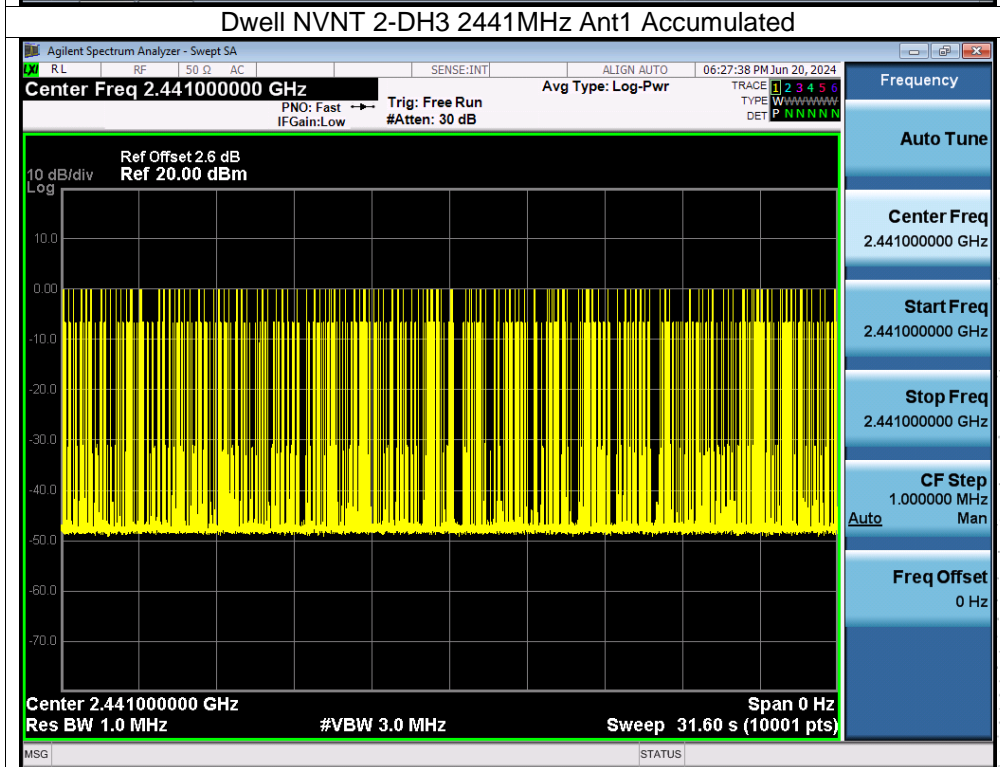 Dwell NVNT 2-DH3 2441MHz Ant1 Accumulated
Agilent Spectrum Analyzer - Swept SA
LXI RL RF 50 Ω AC SENSE:INT ALIGN AUTO 06:27:38 PM Jun 20, 2024
Center Freq 2.441000000 GHz
PNO: Fast
IFGain:Low
Trig: Free Run
#Atten: 30 dB
Avg Type: Log-Pwr
TRACE 1 2 3 4 5 6
TYPE WWWWWW
DET P N N N N N
Ref Offset 2.6 dB
10 dB/div Ref 20.00 dBm
Log
10.0
0.00
-10.0
-20.0
-30.0
-40.0
-50.0
-60.0
-70.0
Center 2.441000000 GHz Span 0 Hz
Res BW 1.0 MHz #VBW 3.0 MHz Sweep 31.60 s (10001 pts)
MSG STATUS
Frequency
Auto Tune
Center Freq
2.441000000 GHz
Start Freq
2.441000000 GHz
Stop Freq
2.441000000 GHz
CF Step
1.000000 MHz
Auto Man
Freq Offset
0 Hz